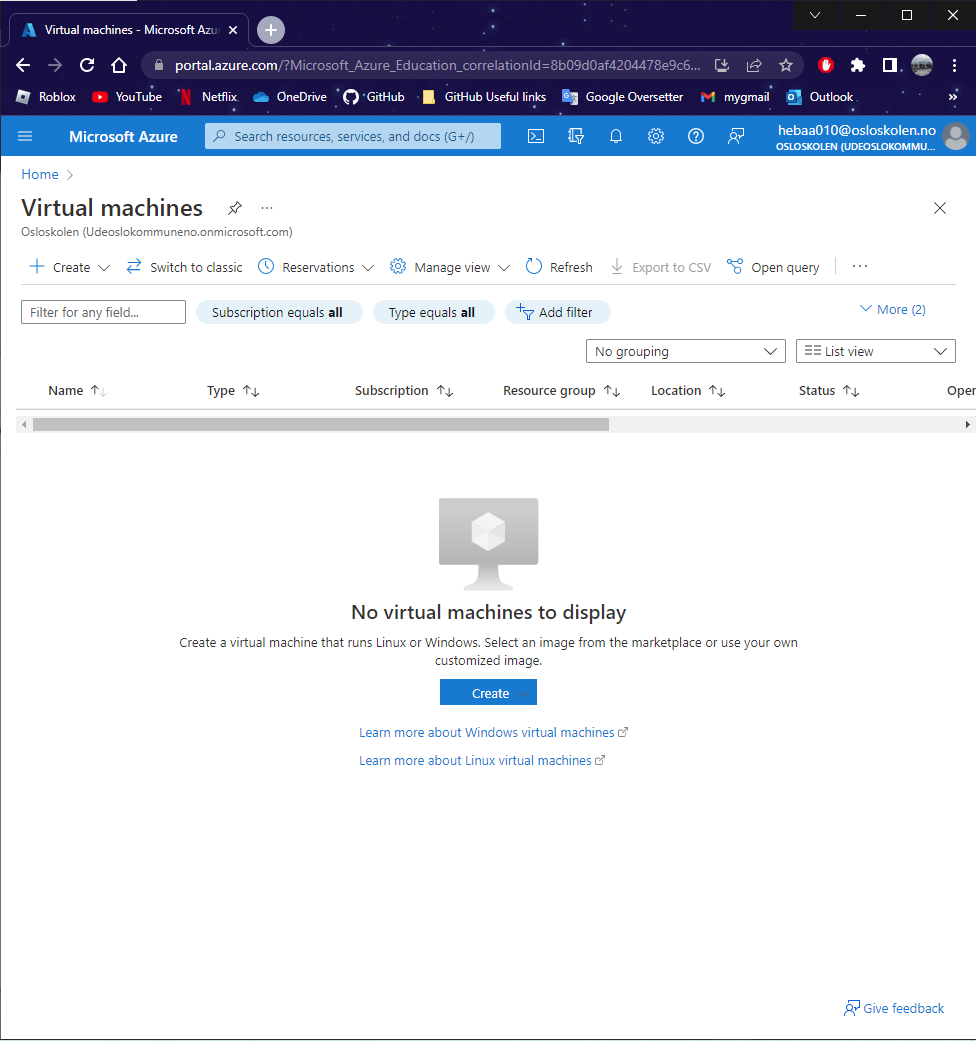 Virtual machines - Microsoft Azu
portal.azure.com/?Microsoft_Azure_Education_correlationId=8b09d0af4204478e9c6...
Roblox YouTube Netflix OneDrive GitHub GitHub Useful links Google Oversetter mygmail Outlook »
Microsoft Azure Search resources, services, and docs (G+/) hebaa010@osloskolen.no
OSLOSKOLEN (UDEOSLOKOMMU...
Home >
Virtual machines ...
Osloskolen (Udeoslokommuneno.onmicrosoft.com)
Create Switch to classic Reservations Manage view Refresh Export to CSV Open query ...
Filter for any field... Subscription equals all Type equals all Add filter More (2)
No grouping List view
Name Type Subscription Resource group Location Status Oper
No virtual machines to display
Create a virtual machine that runs Linux or Windows. Select an image from the marketplace or use your own
customized image.
Create
Learn more about Windows virtual machines
Learn more about Linux virtual machines
Give feedback